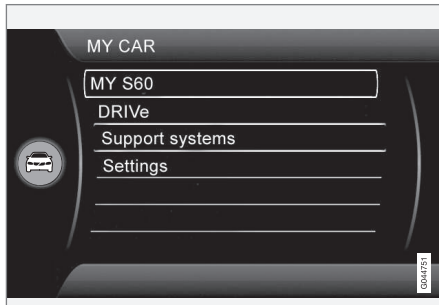 MY CAR
MY S60
DRIVe
Support systems
Settings
G044751